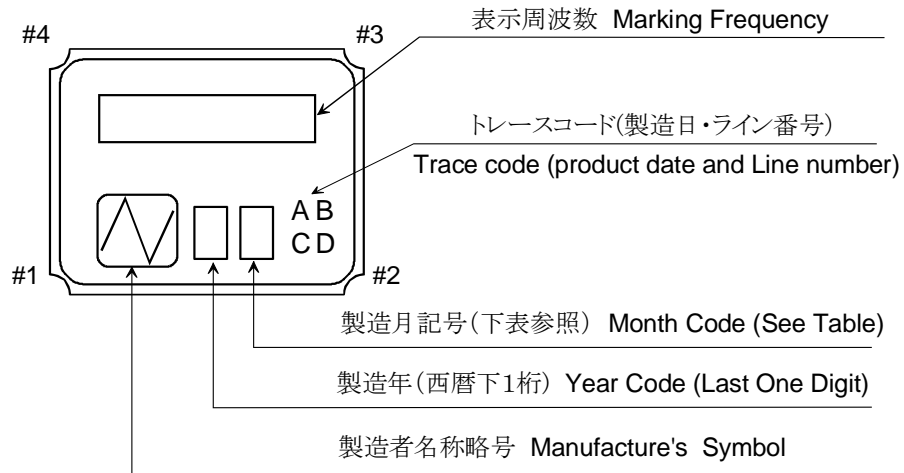 表示周波数 Marking Frequency
#4
#3
トレースコード(製造日・ライン番号)
Trace code (product date and Line number)
A B
C D
#1
#2
製造月記号(下表参照) Month Code (See Table)
製造年(西暦下1桁) Year Code (Last One Digit)
製造者名称略号 Manufacture's Symbol